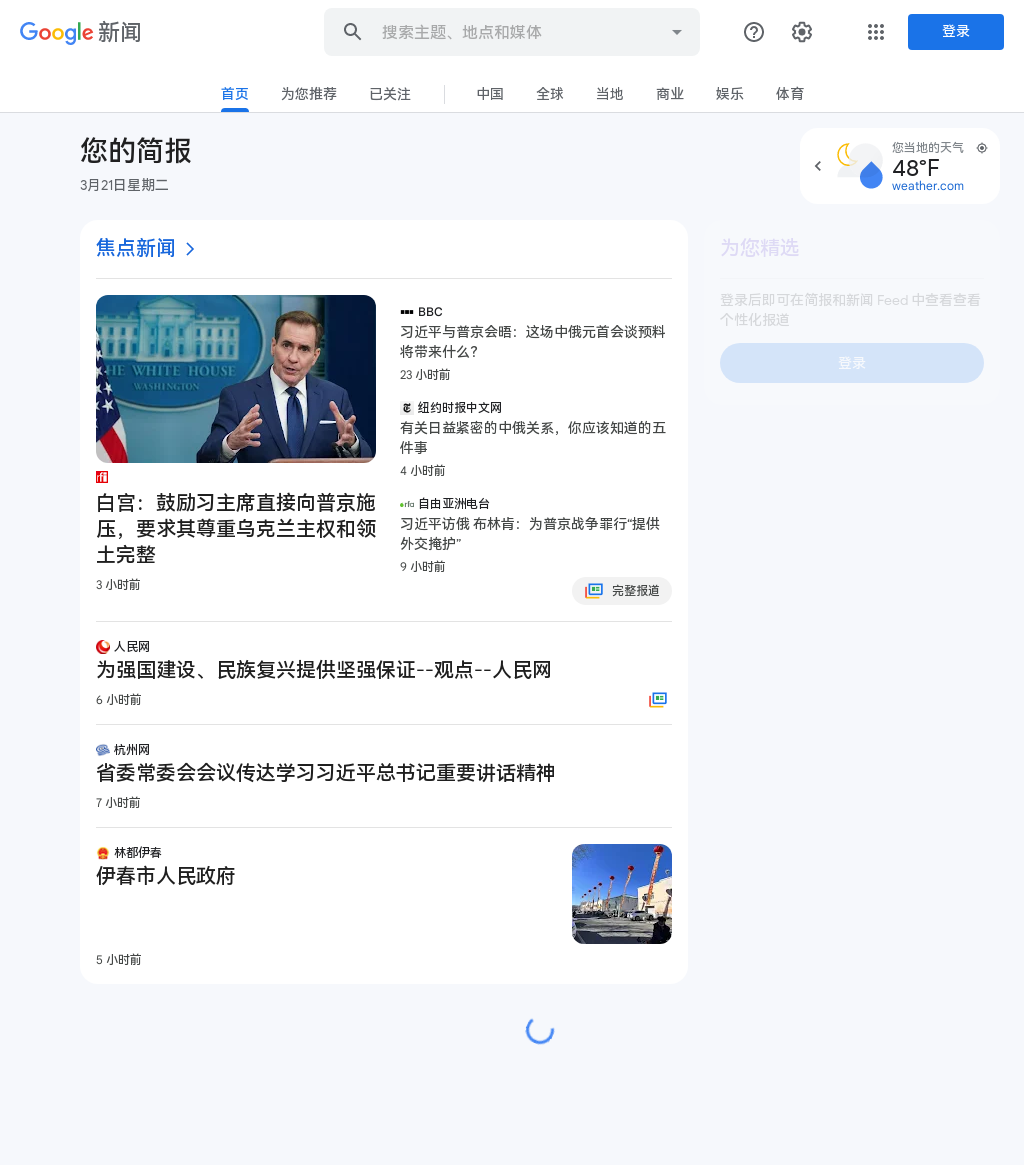 Google 新闻
搜索主题、地点和媒体
登录
首页
为您推荐
已关注
中国
全球
当地
商业
娱乐
体育
您的简报
3月21日星期二
您当地的天气
48°F
weather.com
焦点新闻
THE WHITE HOUSE
WASHINGTON
白宫：鼓励习主席直接向普京施
压，要求其尊重乌克兰主权和领
土完整
3 小时前
BBC
习近平与普京会晤：这场中俄元首会谈预料
将带来什么？
23 小时前
纽约时报中文网
有关日益紧密的中俄关系，你应该知道的五
件事
4 小时前
rfa 自由亚洲电台
习近平访俄 布林肯：为普京战争罪行“提供
外交掩护”
9 小时前
完整报道
人民网
为强国建设、民族复兴提供坚强保证--观点--人民网
6 小时前
杭州网
省委常委会会议传达学习习近平总书记重要讲话精神
7 小时前
林都伊春
伊春市人民政府
5 小时前
为您精选
登录后即可在简报和新闻 Feed 中查看查看
个性化报道
登录